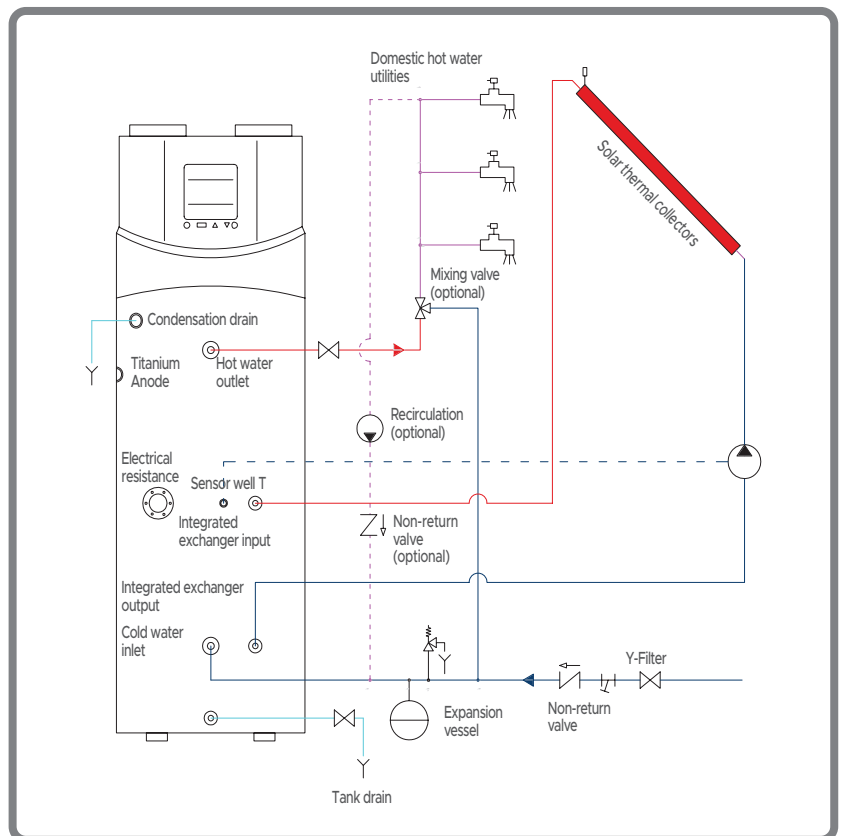 Domestic hot water
utilities
Solar thermal collectors
Mixing valve
(optional)
Condensation drain
Titanium
Anode
Hot water
outlet
Recirculation
(optional)
Electrical
resistance
Sensor well T
Integrated
exchanger input
Non-return
valve
(optional)
Integrated exchanger
output
Cold water
inlet
Y-Filter
Expansion
vessel
Non-return
valve
Tank drain